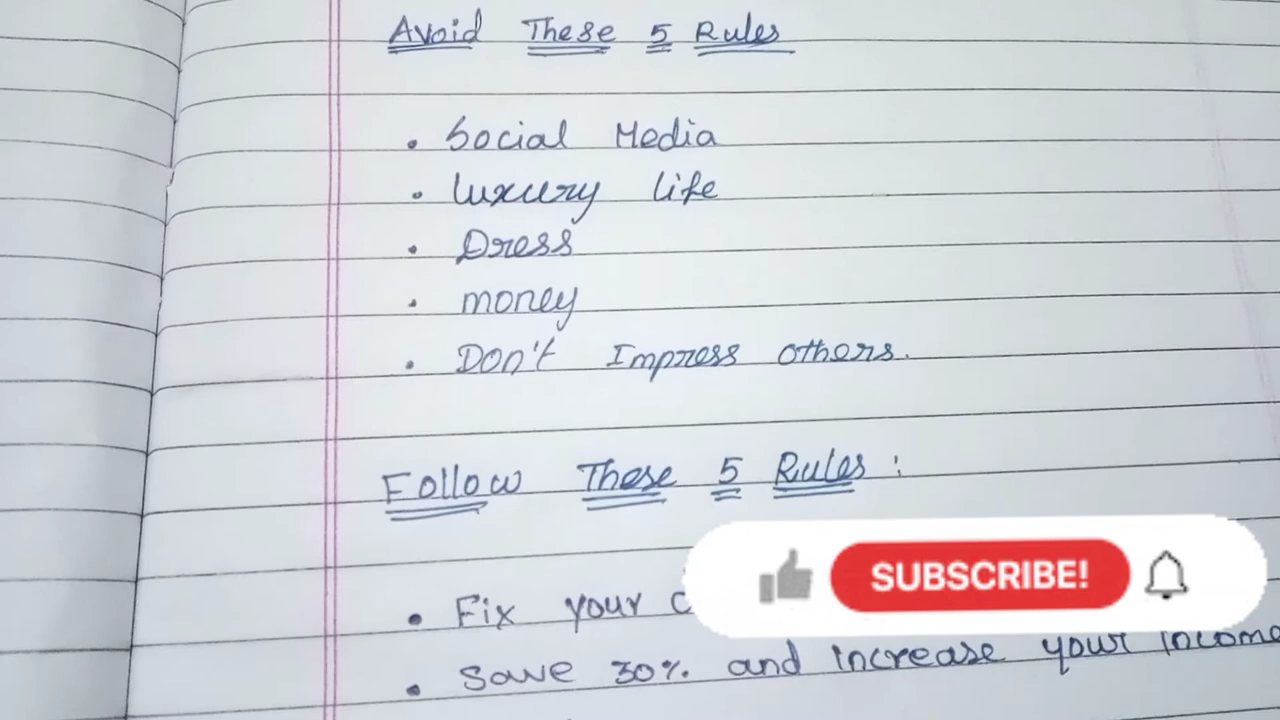 Avoid These 5 Rules
• Social Media
• luxury life
• Dress
• money
• Don't Impress others.
Follow These 5 Rules :
SUBSCRIBE!
• Fix your
• Save 30% and increase your income